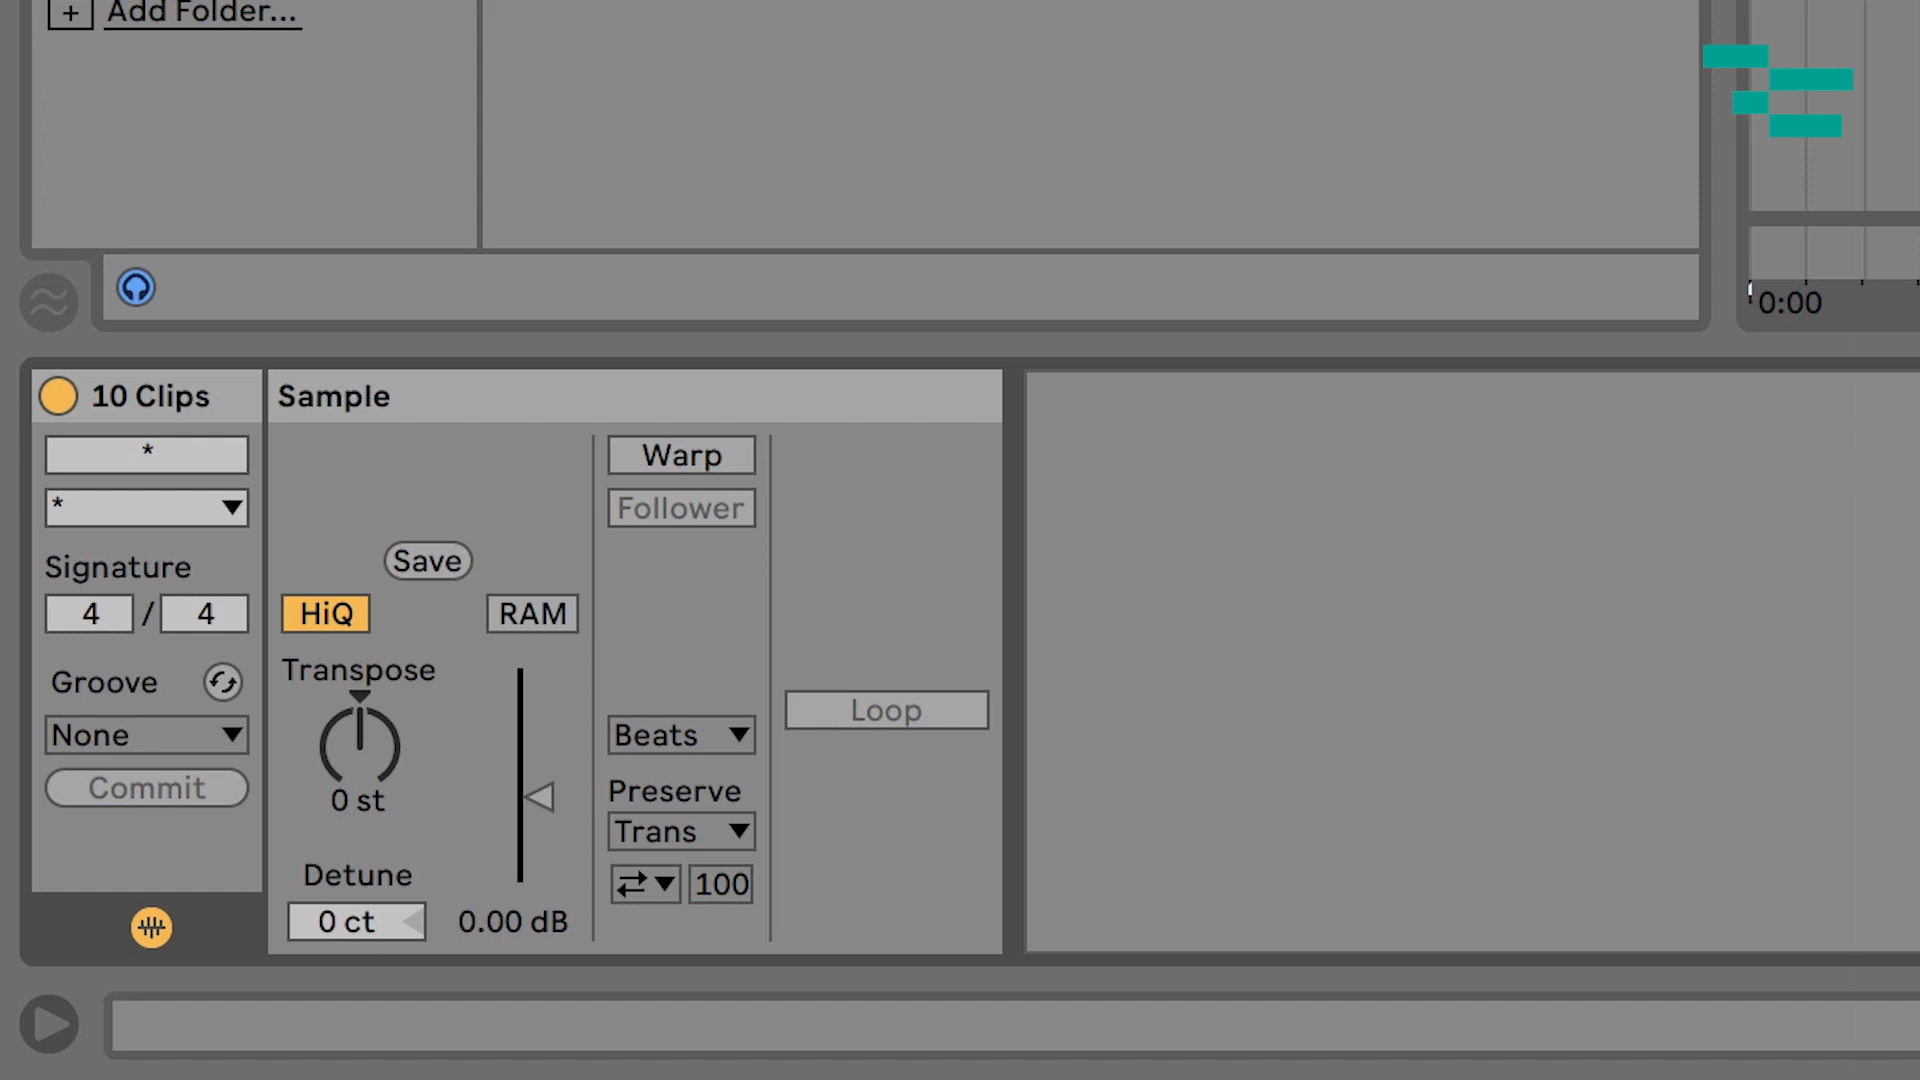 + Add Folder...
0:00
10 Clips
*
*
Signature
4 / 4
Groove
None
Commit
Sample
Save
HiQ
RAM
Transpose
0 st
Detune
0 ct
0.00 dB
Warp
Follower
Beats
Preserve
Trans
100
Loop